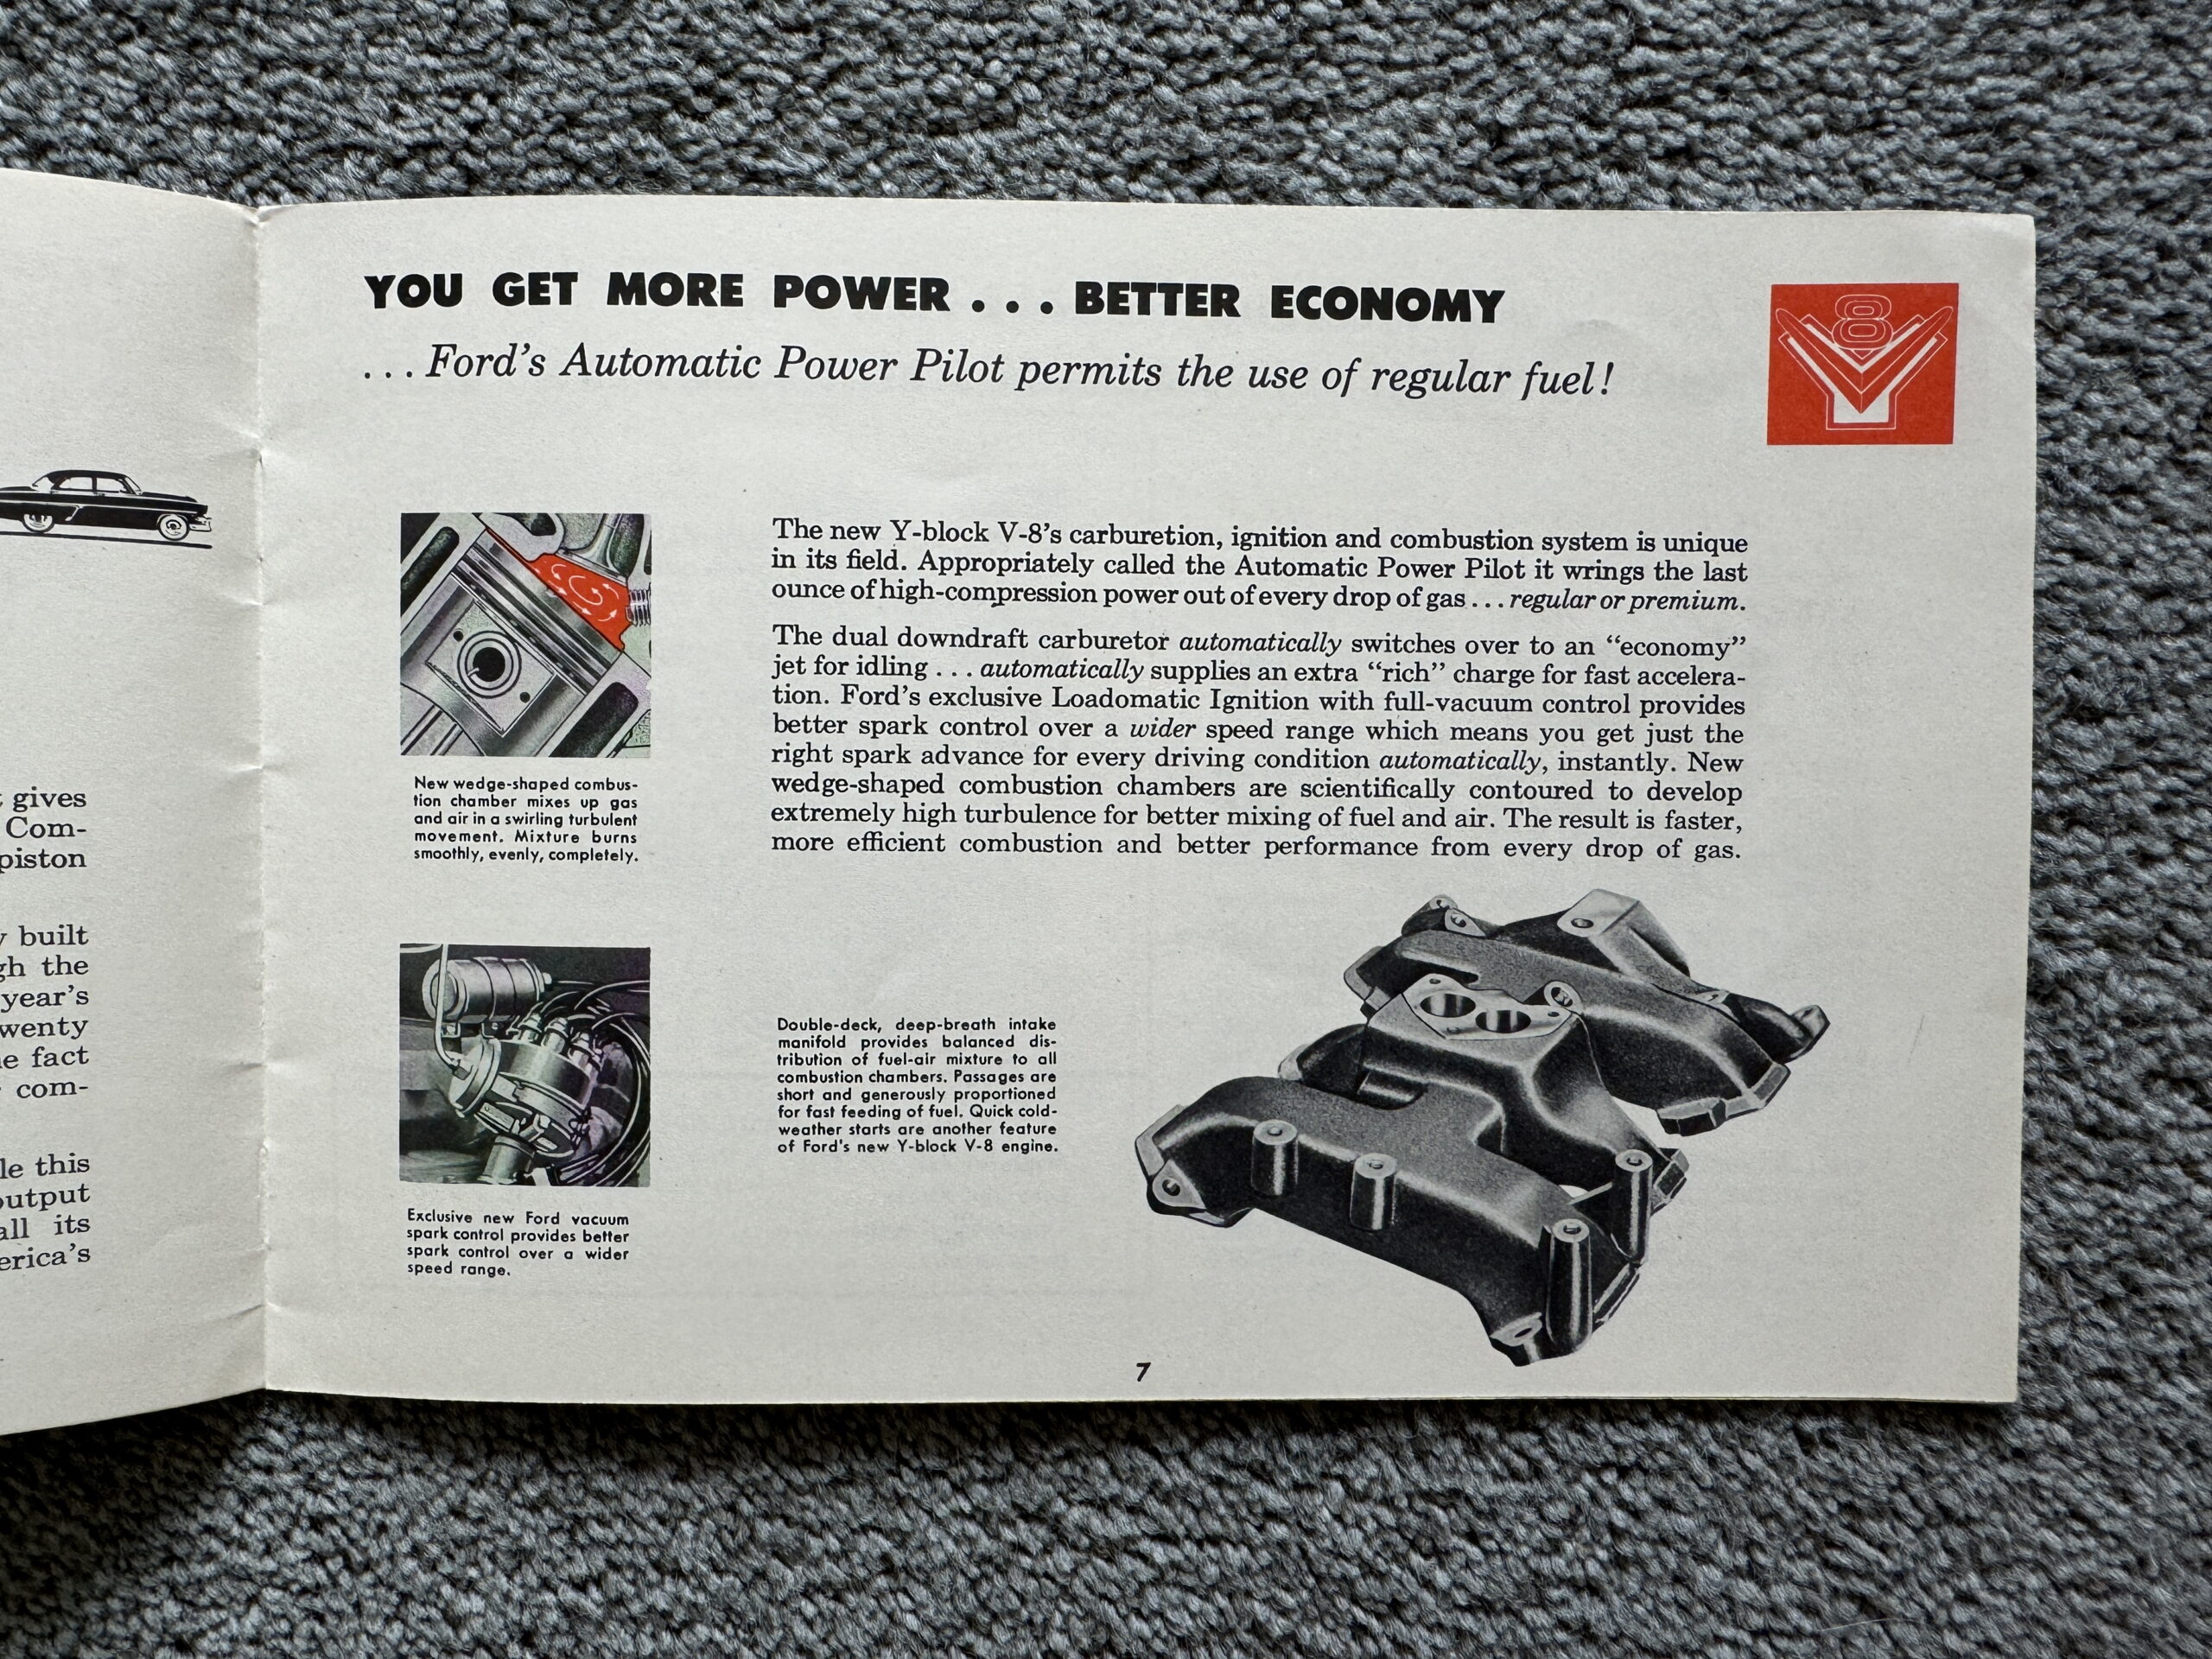 gives
Com-
piston
built
the
year's
fact
com-
this
output
all its
YOU GET MORE POWER . . . BETTER ECONOMY
. . . Ford's Automatic Power Pilot permits the use of regular fuel!
8
The new Y-block V-8's carburetion, ignition and combustion system is unique
in its field. Appropriately called the Automatic Power Pilot it wrings the last
ounce of high-compression power out of every drop of gas . . . regular or premium.
The dual downdraft carburetor automatically switches over to an “economy”
jet for idling . . . automatically supplies an extra “rich” charge for fast accelera-
tion. Ford's exclusive Loadomatic Ignition with full-vacuum control provides
better spark control over a wider speed range which means you get just the
right spark advance for every driving condition automatically, instantly. New
wedge-shaped combustion chambers are scientifically contoured to develop
extremely high turbulence for better mixing of fuel and air. The result is faster,
more efficient combustion and better performance from every drop of gas.
New wedge-shaped combus-
tion chamber mixes up gas
and air in a swirling turbulent
movement. Mixture burns
smoothly, evenly, completely.
Exclusive new Ford vacuum
spark control provides better
spark control over a wider
speed range.
Double-deck, deep-breath intake
manifold provides balanced dis-
tribution of fuel-air mixture to all
combustion chambers. Passages are
short and generously proportioned
for fast feeding of fuel. Quick cold-
weather starts are another feature
of Ford's new Y-block V-8 engine.
7